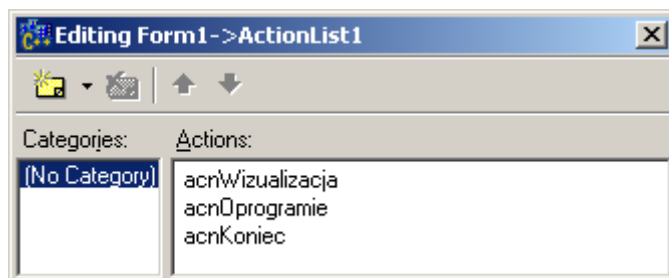 Editing Form1->ActionList1
Categories: Actions:
(No Category) acnWizualizacja
acnOprogramie
acnKoniec